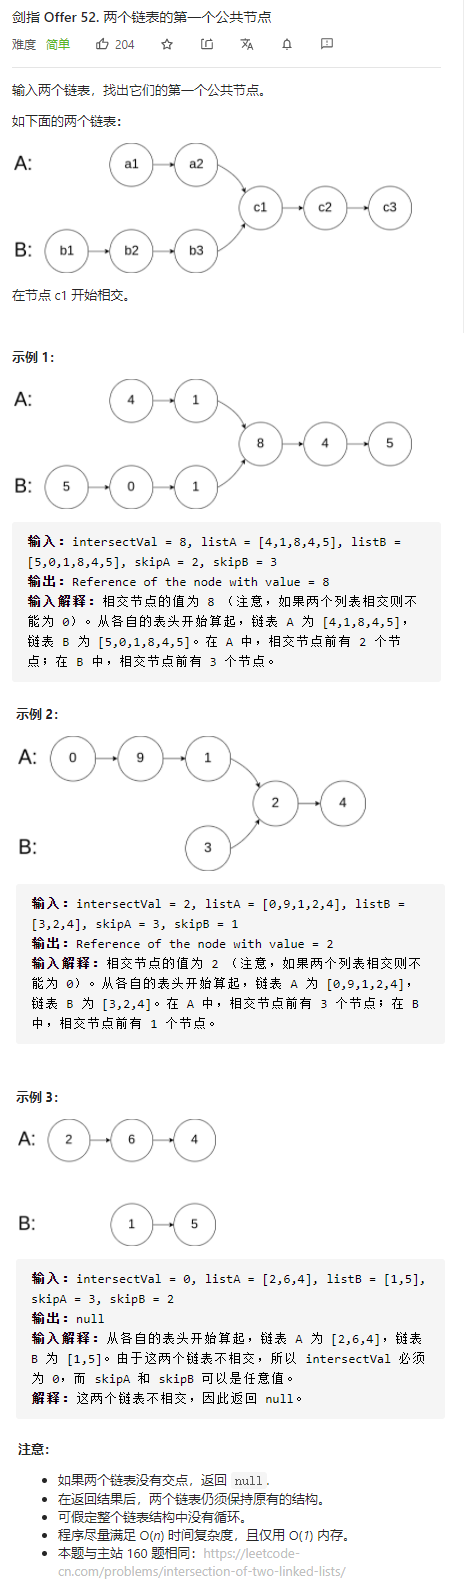 剑指 Offer 52. 两个链表的第一个公共节点
难度 简单 204
输入两个链表，找出它们的第一个公共节点。
如下面的两个链表：
A: a1 a2
c1 c2 c3
B: b1 b2 b3
在节点 c1 开始相交。
示例 1：
A: 4 1
8 4 5
B: 5 0 1
输入：intersectVal = 8, listA = [4,1,8,4,5], listB =
[5,0,1,8,4,5], skipA = 2, skipB = 3
输出：Reference of the node with value = 8
输入解释：相交节点的值为 8 （注意，如果两个列表相交则不
能为 0）。从各自的表头开始算起，链表 A 为 [4,1,8,4,5]，
链表 B 为 [5,0,1,8,4,5]。在 A 中，相交节点前有 2 个节
点；在 B 中，相交节点前有 3 个节点。
示例 2：
A: 0 9 1
2 4
B: 3
输入：intersectVal = 2, listA = [0,9,1,2,4], listB =
[3,2,4], skipA = 3, skipB = 1
输出：Reference of the node with value = 2
输入解释：相交节点的值为 2 （注意，如果两个列表相交则不
能为 0）。从各自的表头开始算起，链表 A 为 [0,9,1,2,4]，
链表 B 为 [3,2,4]。在 A 中，相交节点前有 3 个节点；在 B
中，相交节点前有 1 个节点。
示例 3：
A: 2 6 4
B: 1 5
输入：intersectVal = 0, listA = [2,6,4], listB = [1,5],
skipA = 3, skipB = 2
输出：null
输入解释：从各自的表头开始算起，链表 A 为 [2,6,4]，链表
B 为 [1,5]。由于这两个链表不相交，所以 intersectVal 必须
为 0，而 skipA 和 skipB 可以是任意值。
解释：这两个链表不相交，因此返回 null。
注意：
• 如果两个链表没有交点，返回 null.
• 在返回结果后，两个链表仍须保持原有的结构。
• 可假定整个链表结构中没有循环。
• 程序尽量满足 O(n) 时间复杂度，且仅用 O(1) 内存。
• 本题与主站 160 题相同：https://leetcode-
cn.com/problems/intersection-of-two-linked-lists/